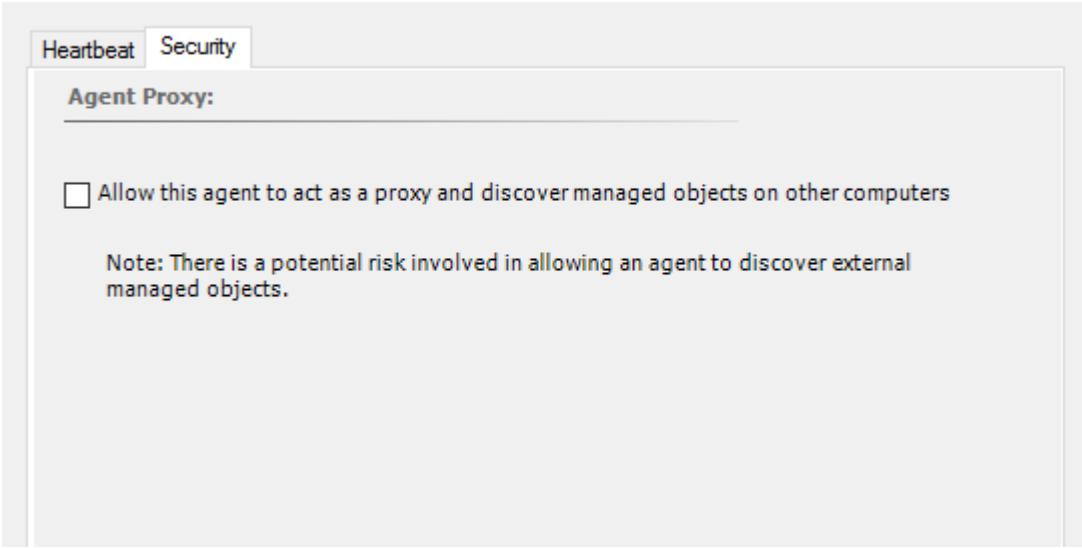 Heartbeat Security
Agent Proxy:
Allow this agent to act as a proxy and discover managed objects on other computers
Note: There is a potential risk involved in allowing an agent to discover external
managed objects.